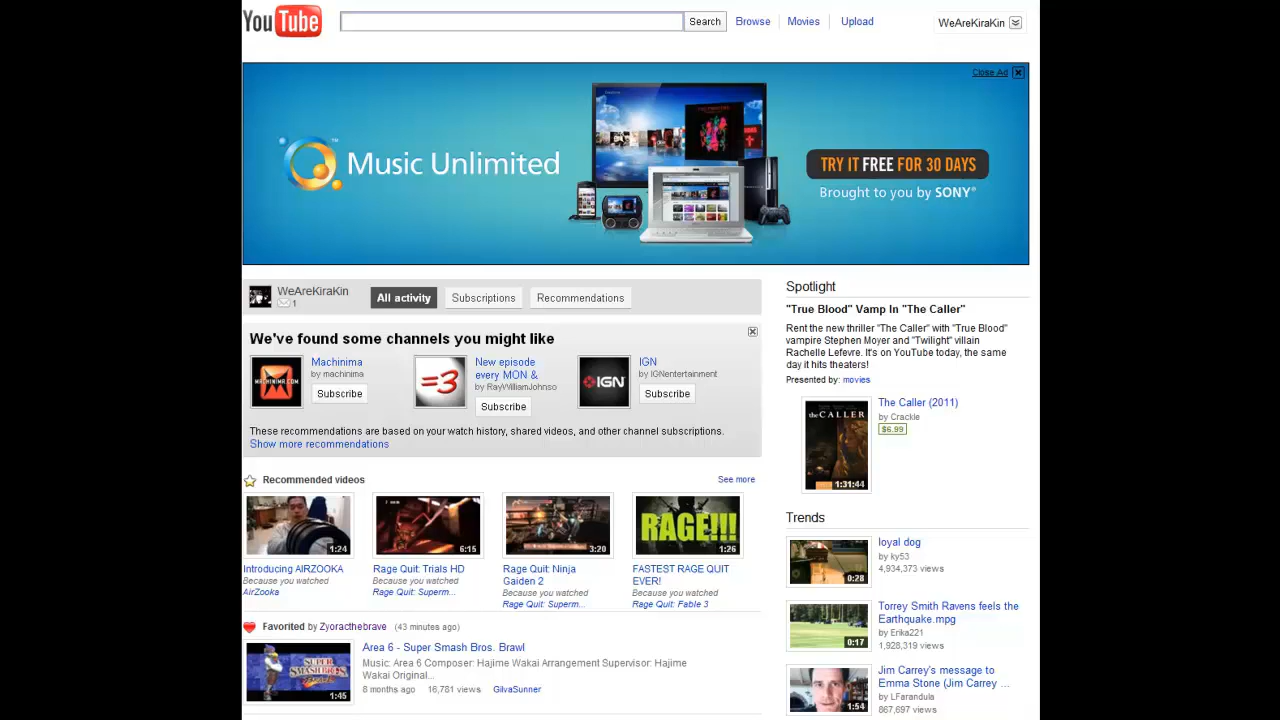 YouTube
Search
Browse
Movies
Upload
WeAreKiraKin
Close Ad
Music Unlimited
TM
TRY IT FREE FOR 30 DAYS
Brought to you by SONY®
WeAreKiraKin
1
All activity
Subscriptions
Recommendations
We've found some channels you might like
Machinima
by machinima
Subscribe
MACHINIMA.COM
=3
New episode
every MON &
by RayWilliamJohnso
Subscribe
IGN
IGN
by IGNentertainment
Subscribe
These recommendations are based on your watch history, shared videos, and other channel subscriptions.
Show more recommendations
Recommended videos
See more
1:24
Introducing AIRZOOKA
Because you watched
AirZooka
6:15
Rage Quit: Trials HD
Because you watched
Rage Quit: Superm...
3:20
Rage Quit: Ninja
Gaiden 2
Because you watched
Rage Quit: Superm...
RAGE!!!
1:26
FASTEST RAGE QUIT
EVER!
Because you watched
Rage Quit: Fable 3
Favorited by Zyoracthebrave (43 minutes ago)
SUPER
SMASH BROS.
1:45
Area 6 - Super Smash Bros. Brawl
Music: Area 6 Composer: Hajime Wakai Arrangement Supervisor: Hajime
Wakai Original...
8 months ago 16,781 views GilvaSunner
Spotlight
"True Blood" Vamp In "The Caller"
Rent the new thriller "The Caller" with "True Blood"
vampire Stephen Moyer and "Twilight" villain
Rachelle Lefevre. It's on YouTube today, the same
day it hits theaters!
Presented by: movies
the CALLER
1:31:44
The Caller (2011)
by Crackle
$6.99
Trends
0:28
loyal dog
by ky53
4,934,373 views
0:17
Torrey Smith Ravens feels the
Earthquake.mpg
by Erika221
1,928,319 views
1:54
Jim Carrey's message to
Emma Stone (Jim Carrey ...
by LFarandula
867,697 views